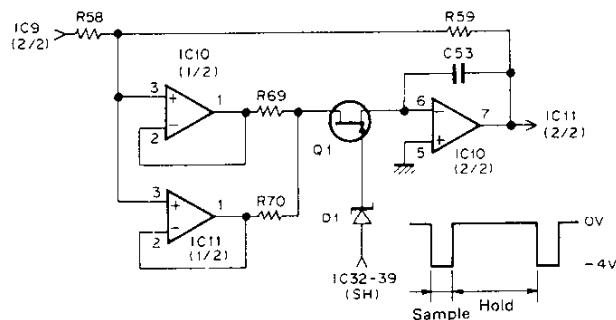 IC9
(2/2)
R58
R59
C53
IC10
(1/2)
3
+
1
2
−
R69
6
−
7
5
+
IC10
(2/2)
IC11
(2/2)
Q1
3
+
1
2
−
R70
IC11
(1/2)
D1
IC32-39
(SH)
0V
-4V
Sample
Hold